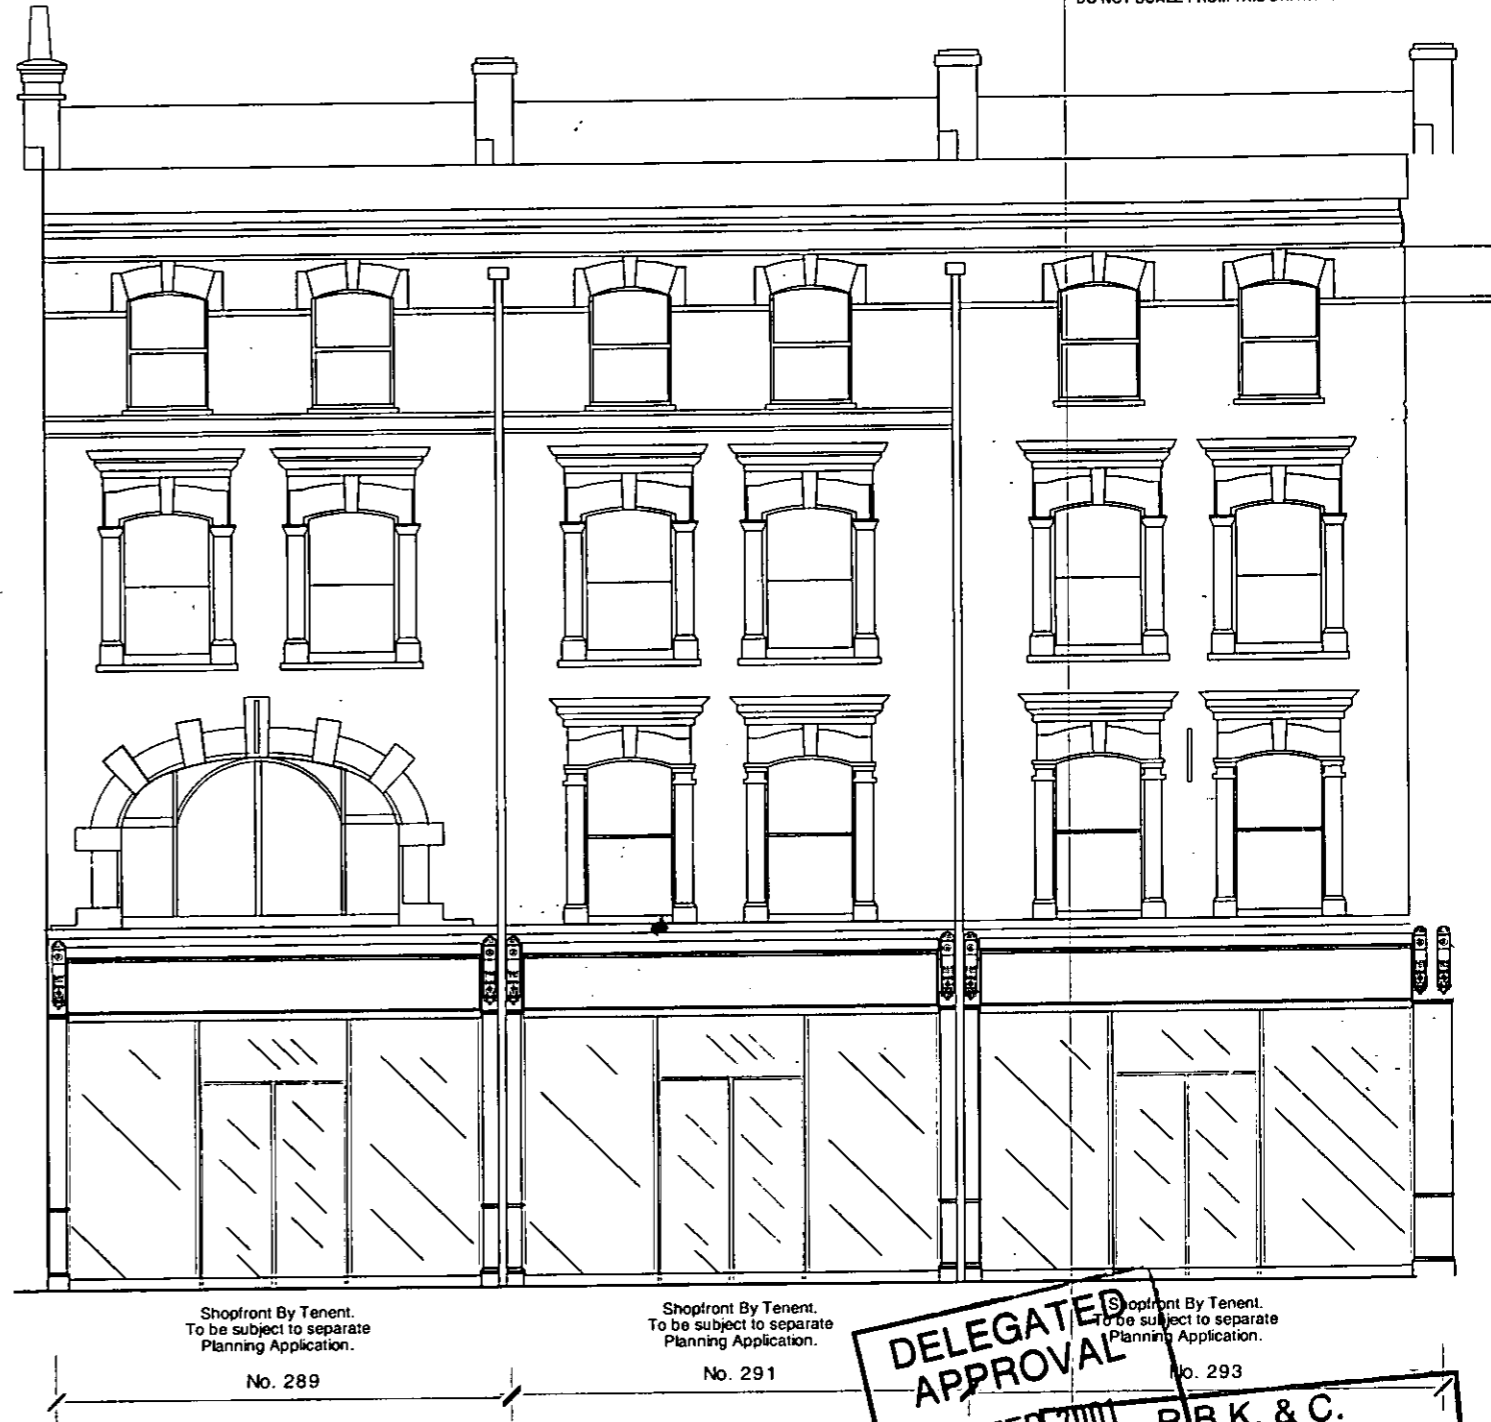 Shopfront By Tenent.
To be subject to separate
Planning Application.
No. 289
Shopfront By Tenent.
To be subject to separate
Planning Application.
No. 291
Shopfront By Tenent.
To be subject to separate
Planning Application.
No. 293
DELEGATED
APPROVAL
R.B.K. & C.